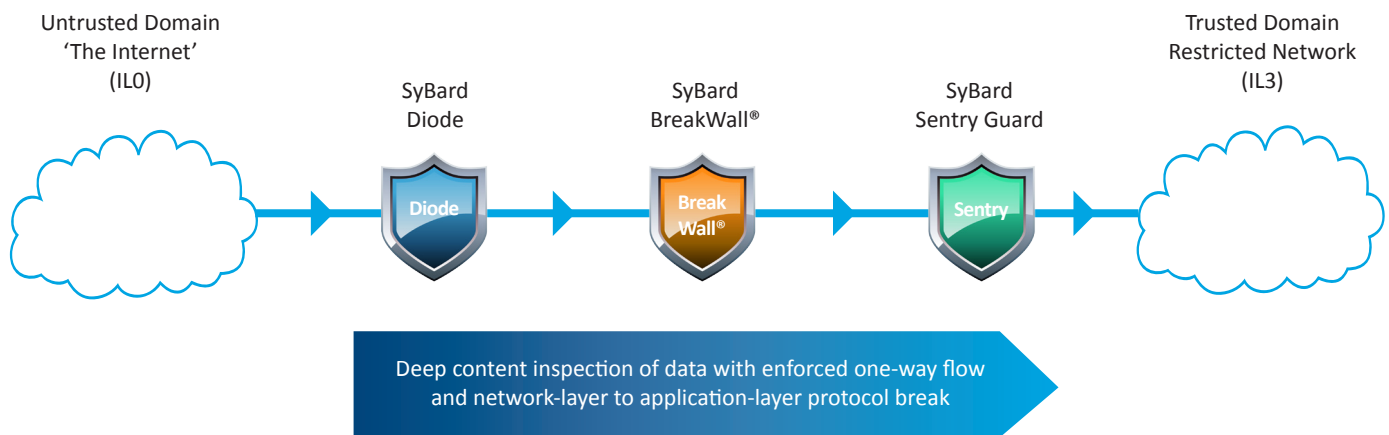 Untrusted Domain
‘The Internet’
(IL0)
SyBard
Diode
SyBard
BreakWall®
SyBard
Sentry Guard
Trusted Domain
Restricted Network
(IL3)
Diode
Break
Wall®
Sentry
Deep content inspection of data with enforced one-way flow
and network-layer to application-layer protocol break